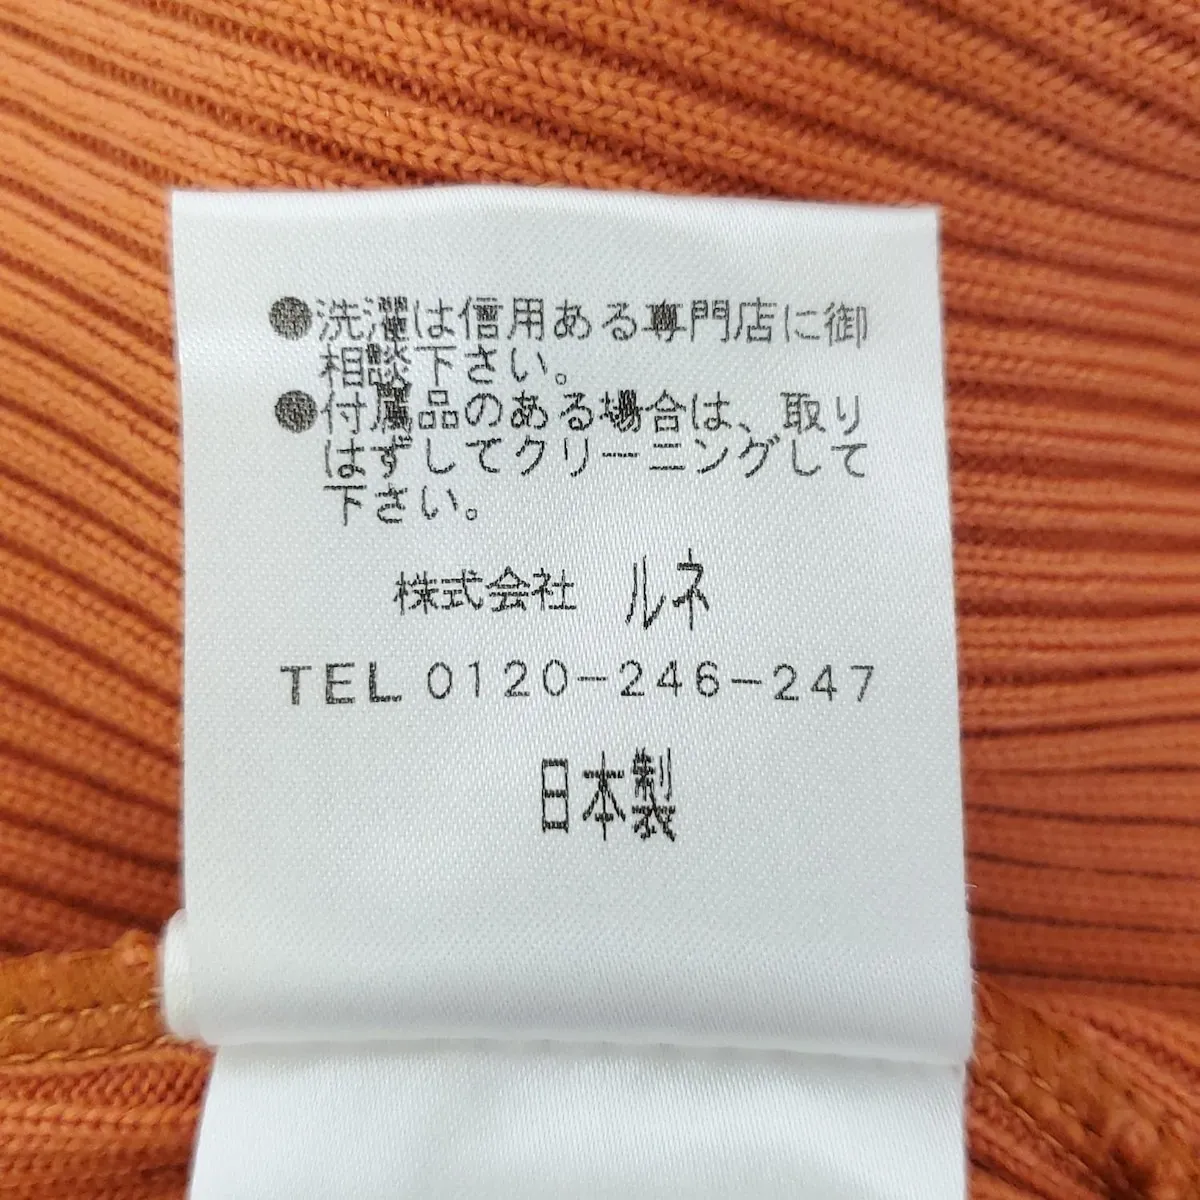 ●洗濯は信用ある専門店に御
相談下さい。
●付属品のある場合は、取り
はずしてクリーニングして
下さい。
株式会社 ルネ
TEL 0120-246-247
日本製